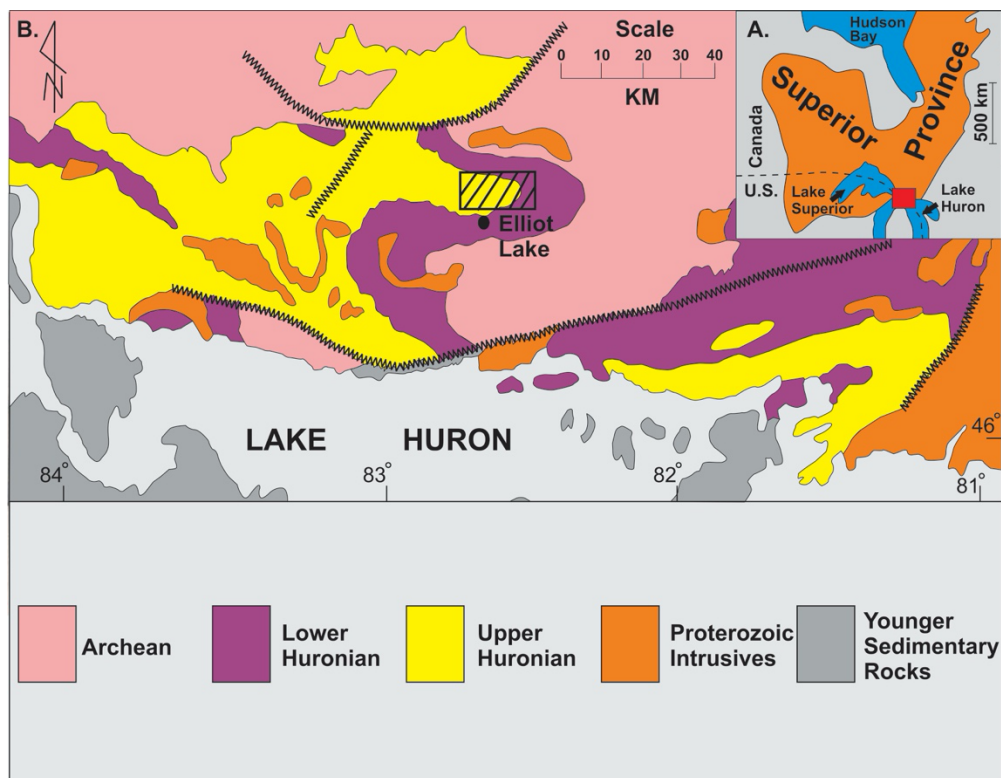 B.
N
Scale
0 10 20 30 40
KM
Elliot
Lake
LAKE HURON
84°
83°
82°
81°
46°
A.
Hudson
Bay
Superior
Province
500 km
Canada
U.S.
Lake
Superior
Lake
Huron
Archean
Lower
Huronian
Upper
Huronian
Proterozoic
Intrusives
Younger
Sedimentary
Rocks